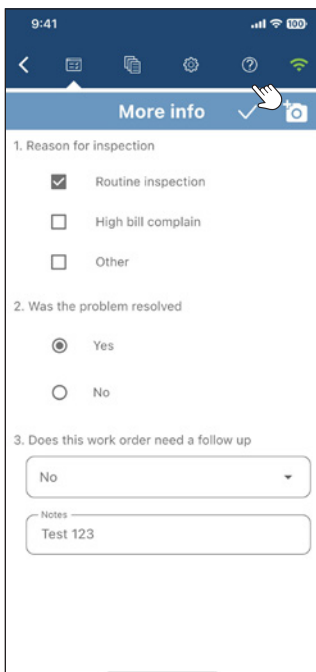 9:41
100
More info
1. Reason for inspection
Routine inspection
High bill complain
Other
2. Was the problem resolved
Yes
No
3. Does this work order need a follow up
No
Notes
Test 123